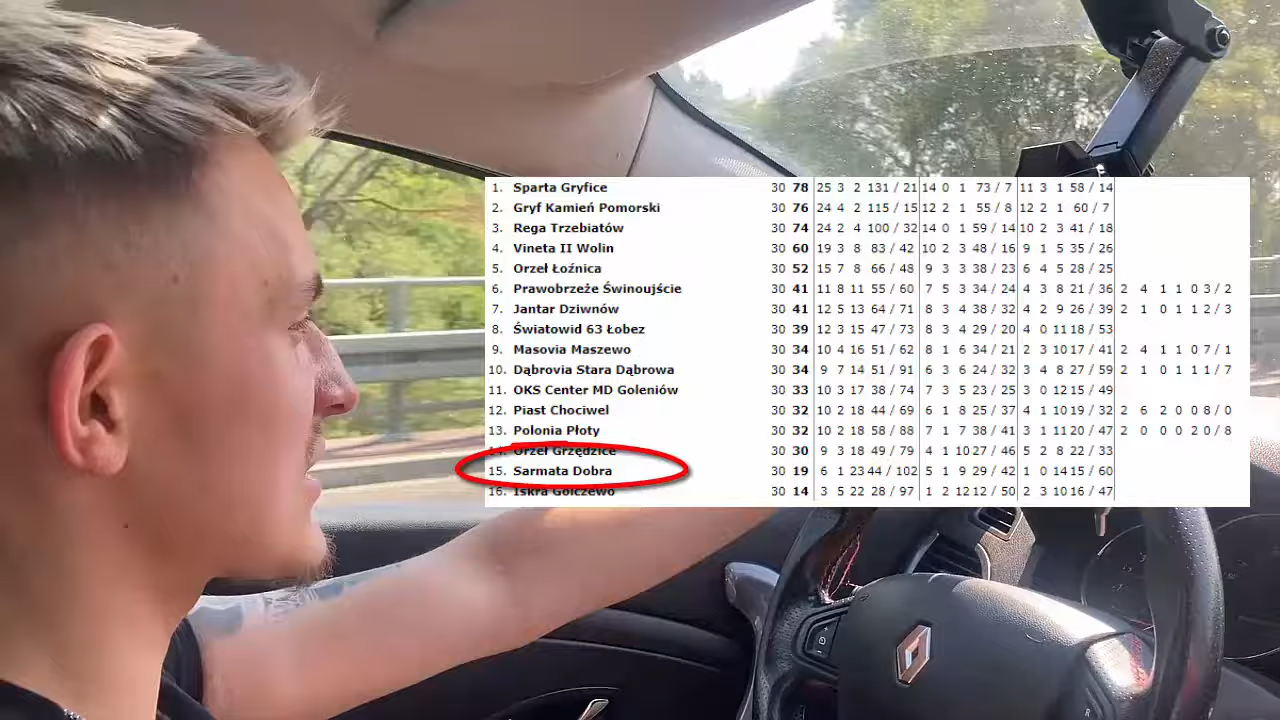 1. Sparta Gryfice 30 78 25 3 2 131 / 21 14 0 1 73 / 7 11 3 1 58 / 14
2. Gryf Kamień Pomorski 30 76 24 4 2 115 / 15 12 2 1 55 / 8 12 2 1 60 / 7
3. Rega Trzebiatów 30 74 24 2 4 100 / 32 14 0 1 59 / 14 10 2 3 41 / 18
4. Vineta II Wolin 30 60 19 3 8 83 / 42 10 2 3 48 / 16 9 1 5 35 / 26
5. Orzeł Łoźnica 30 52 15 7 8 66 / 48 9 3 3 38 / 23 6 4 5 28 / 25
6. Prawobrzeże Świnoujście 30 41 11 8 11 55 / 60 7 5 3 34 / 24 4 3 8 21 / 36 2 4 1 1 0 3 / 2
7. Jantar Dziwnów 30 41 12 5 13 64 / 71 8 3 4 38 / 32 4 2 9 26 / 39 2 1 0 1 1 2 / 3
8. Światowid 63 Łobez 30 39 12 3 15 47 / 73 8 3 4 29 / 20 4 0 11 18 / 53
9. Masovia Maszewo 30 34 10 4 16 51 / 62 8 1 6 34 / 21 2 3 10 17 / 41 2 4 1 1 0 7 / 1
10. Dąbrovia Stara Dąbrowa 30 34 9 7 14 51 / 91 6 3 6 24 / 32 3 4 8 27 / 59 2 1 0 1 1 1 / 7
11. OKS Center MD Goleniów 30 33 10 3 17 38 / 74 7 3 5 23 / 25 3 0 12 15 / 49
12. Piast Chociwel 30 32 10 2 18 44 / 69 6 1 8 25 / 37 4 1 10 19 / 32 2 6 2 0 0 8 / 0
13. Polonia Płoty 30 32 10 2 18 58 / 88 7 1 7 38 / 41 3 1 11 20 / 47 2 0 0 0 2 0 / 8
14. Orzeł Grzędzice 30 30 9 3 18 49 / 79 4 1 10 27 / 46 5 2 8 22 / 33
15. Sarmata Dobra 30 19 6 1 23 44 / 102 5 1 9 29 / 42 1 0 14 15 / 60
16. Iskra Golczewo 30 14 3 5 22 28 / 97 1 2 12 12 / 50 2 3 10 16 / 47